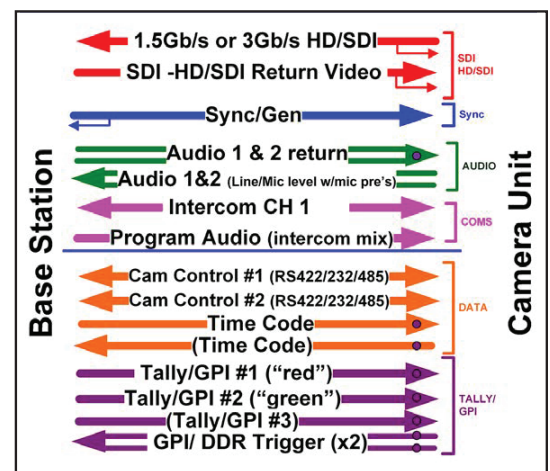 1.5Gb/s or 3Gb/s HD/SDI
SDI -HD/SDI Return Video
SDI
HD/SDI
Sync/Gen
Sync
Audio 1 & 2 return
Audio 1&2 (Line/Mic level w/mic pre's)
AUDIO
Intercom CH 1
Program Audio (intercom mix)
COMS
Cam Control #1 (RS422/232/485)
Cam Control #2 (RS422/232/485)
Time Code
(Time Code)
DATA
Tally/GPI #1 ("red")
Tally/GPI #2 ("green")
(Tally/GPI #3)
GPI/ DDR Trigger (x2)
TALLY/
GPI
Base Station
Camera Unit